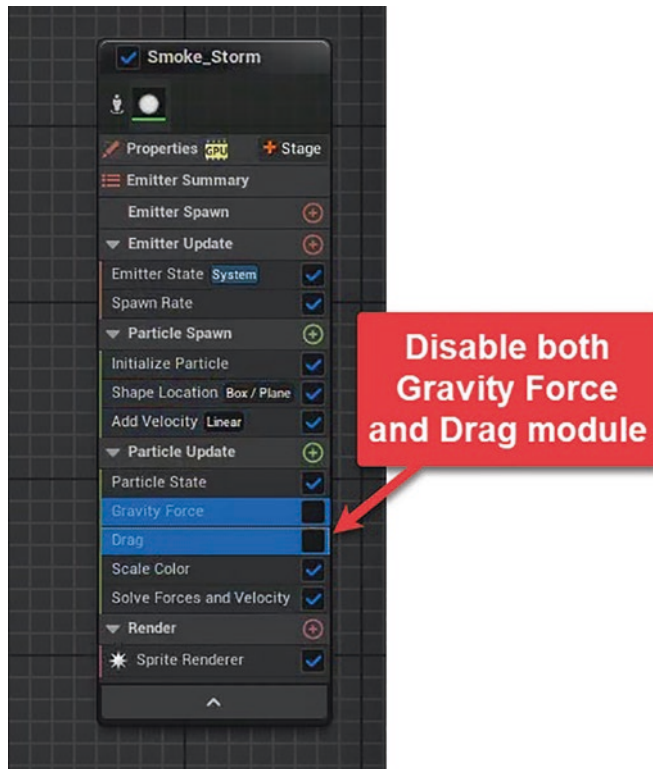 Smoke_Storm
Properties GPU + Stage
Emitter Summary
Emitter Spawn
Emitter Update
Emitter State System
Spawn Rate
Particle Spawn
Initialize Particle
Shape Location Box / Plane
Add Velocity Linear
Particle Update
Particle State
Gravity Force
Drag
Scale Color
Solve Forces and Velocity
Render
Sprite Renderer
Disable both
Gravity Force
and Drag module